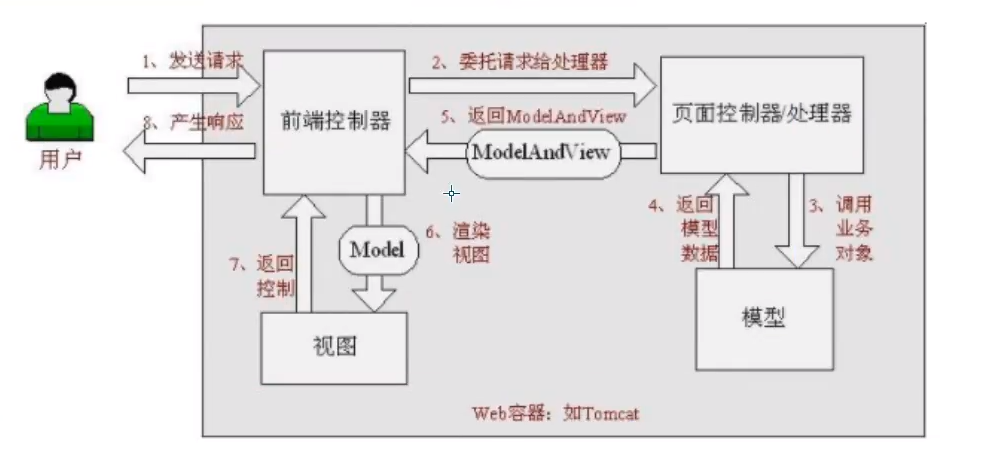 1、发送请求
2、委托请求给处理器
前端控制器
页面控制器/处理器
5、返回ModelAndView
ModelAndView
8、产生响应
用户
4、返回
模型
数据
3、调用
业务
对象
6、渲染
视图
Model
7、返回
控制
视图
模型
Web容器：如Tomcat